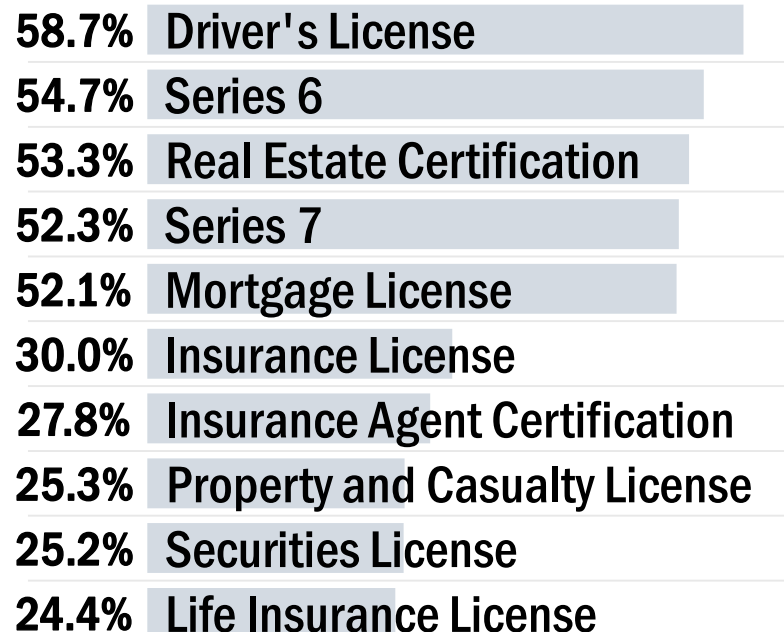 58.7% Driver's License
54.7% Series 6
53.3% Real Estate Certification
52.3% Series 7
52.1% Mortgage License
30.0% Insurance License
27.8% Insurance Agent Certification
25.3% Property and Casualty License
25.2% Securities License
24.4% Life Insurance License